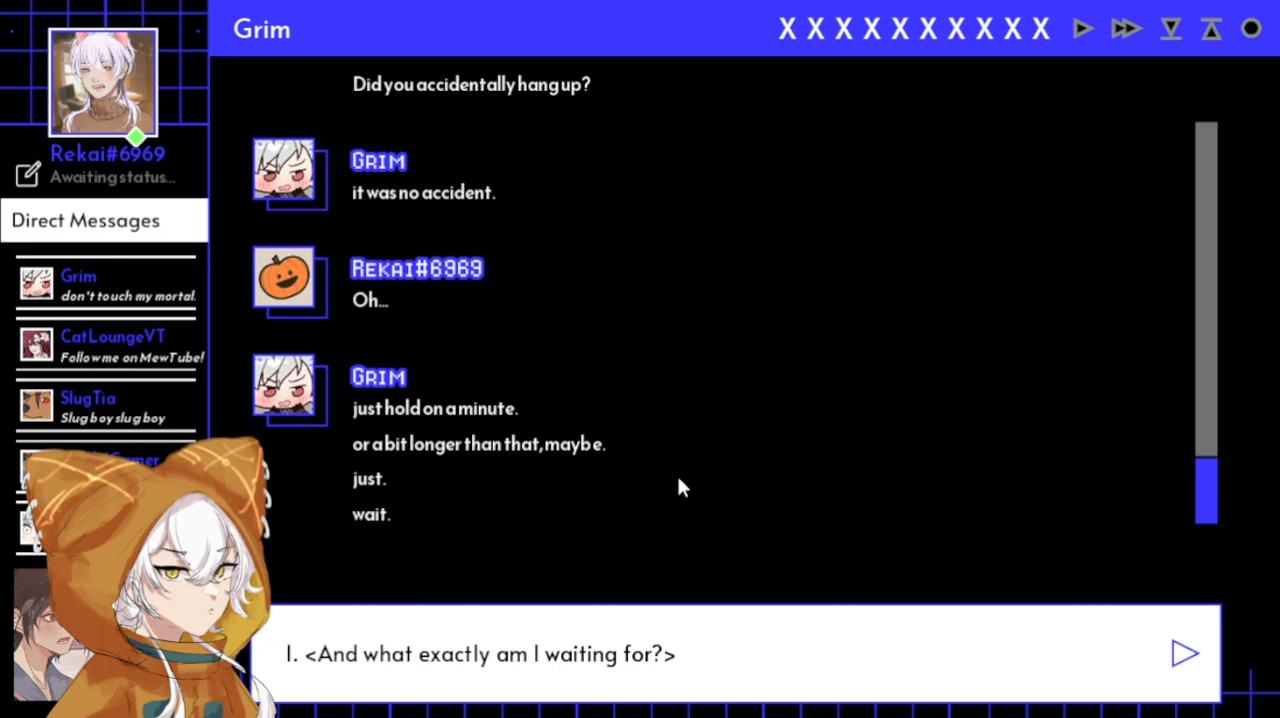 Grim
X X X X X X X X X X
Rekai#6969
Awaiting status...
Direct Messages
Grim
don't touch my mortal.
CatLoungeVT
Follow me on MewTube!
SlugTia
Slug boy slug boy
Did you accidentally hang up?
GRIM
it was no accident.
REKAI#6969
Oh...
GRIM
just hold on a minute.
or a bit longer than that, maybe.
just.
wait.
1. <And what exactly am I waiting for?>